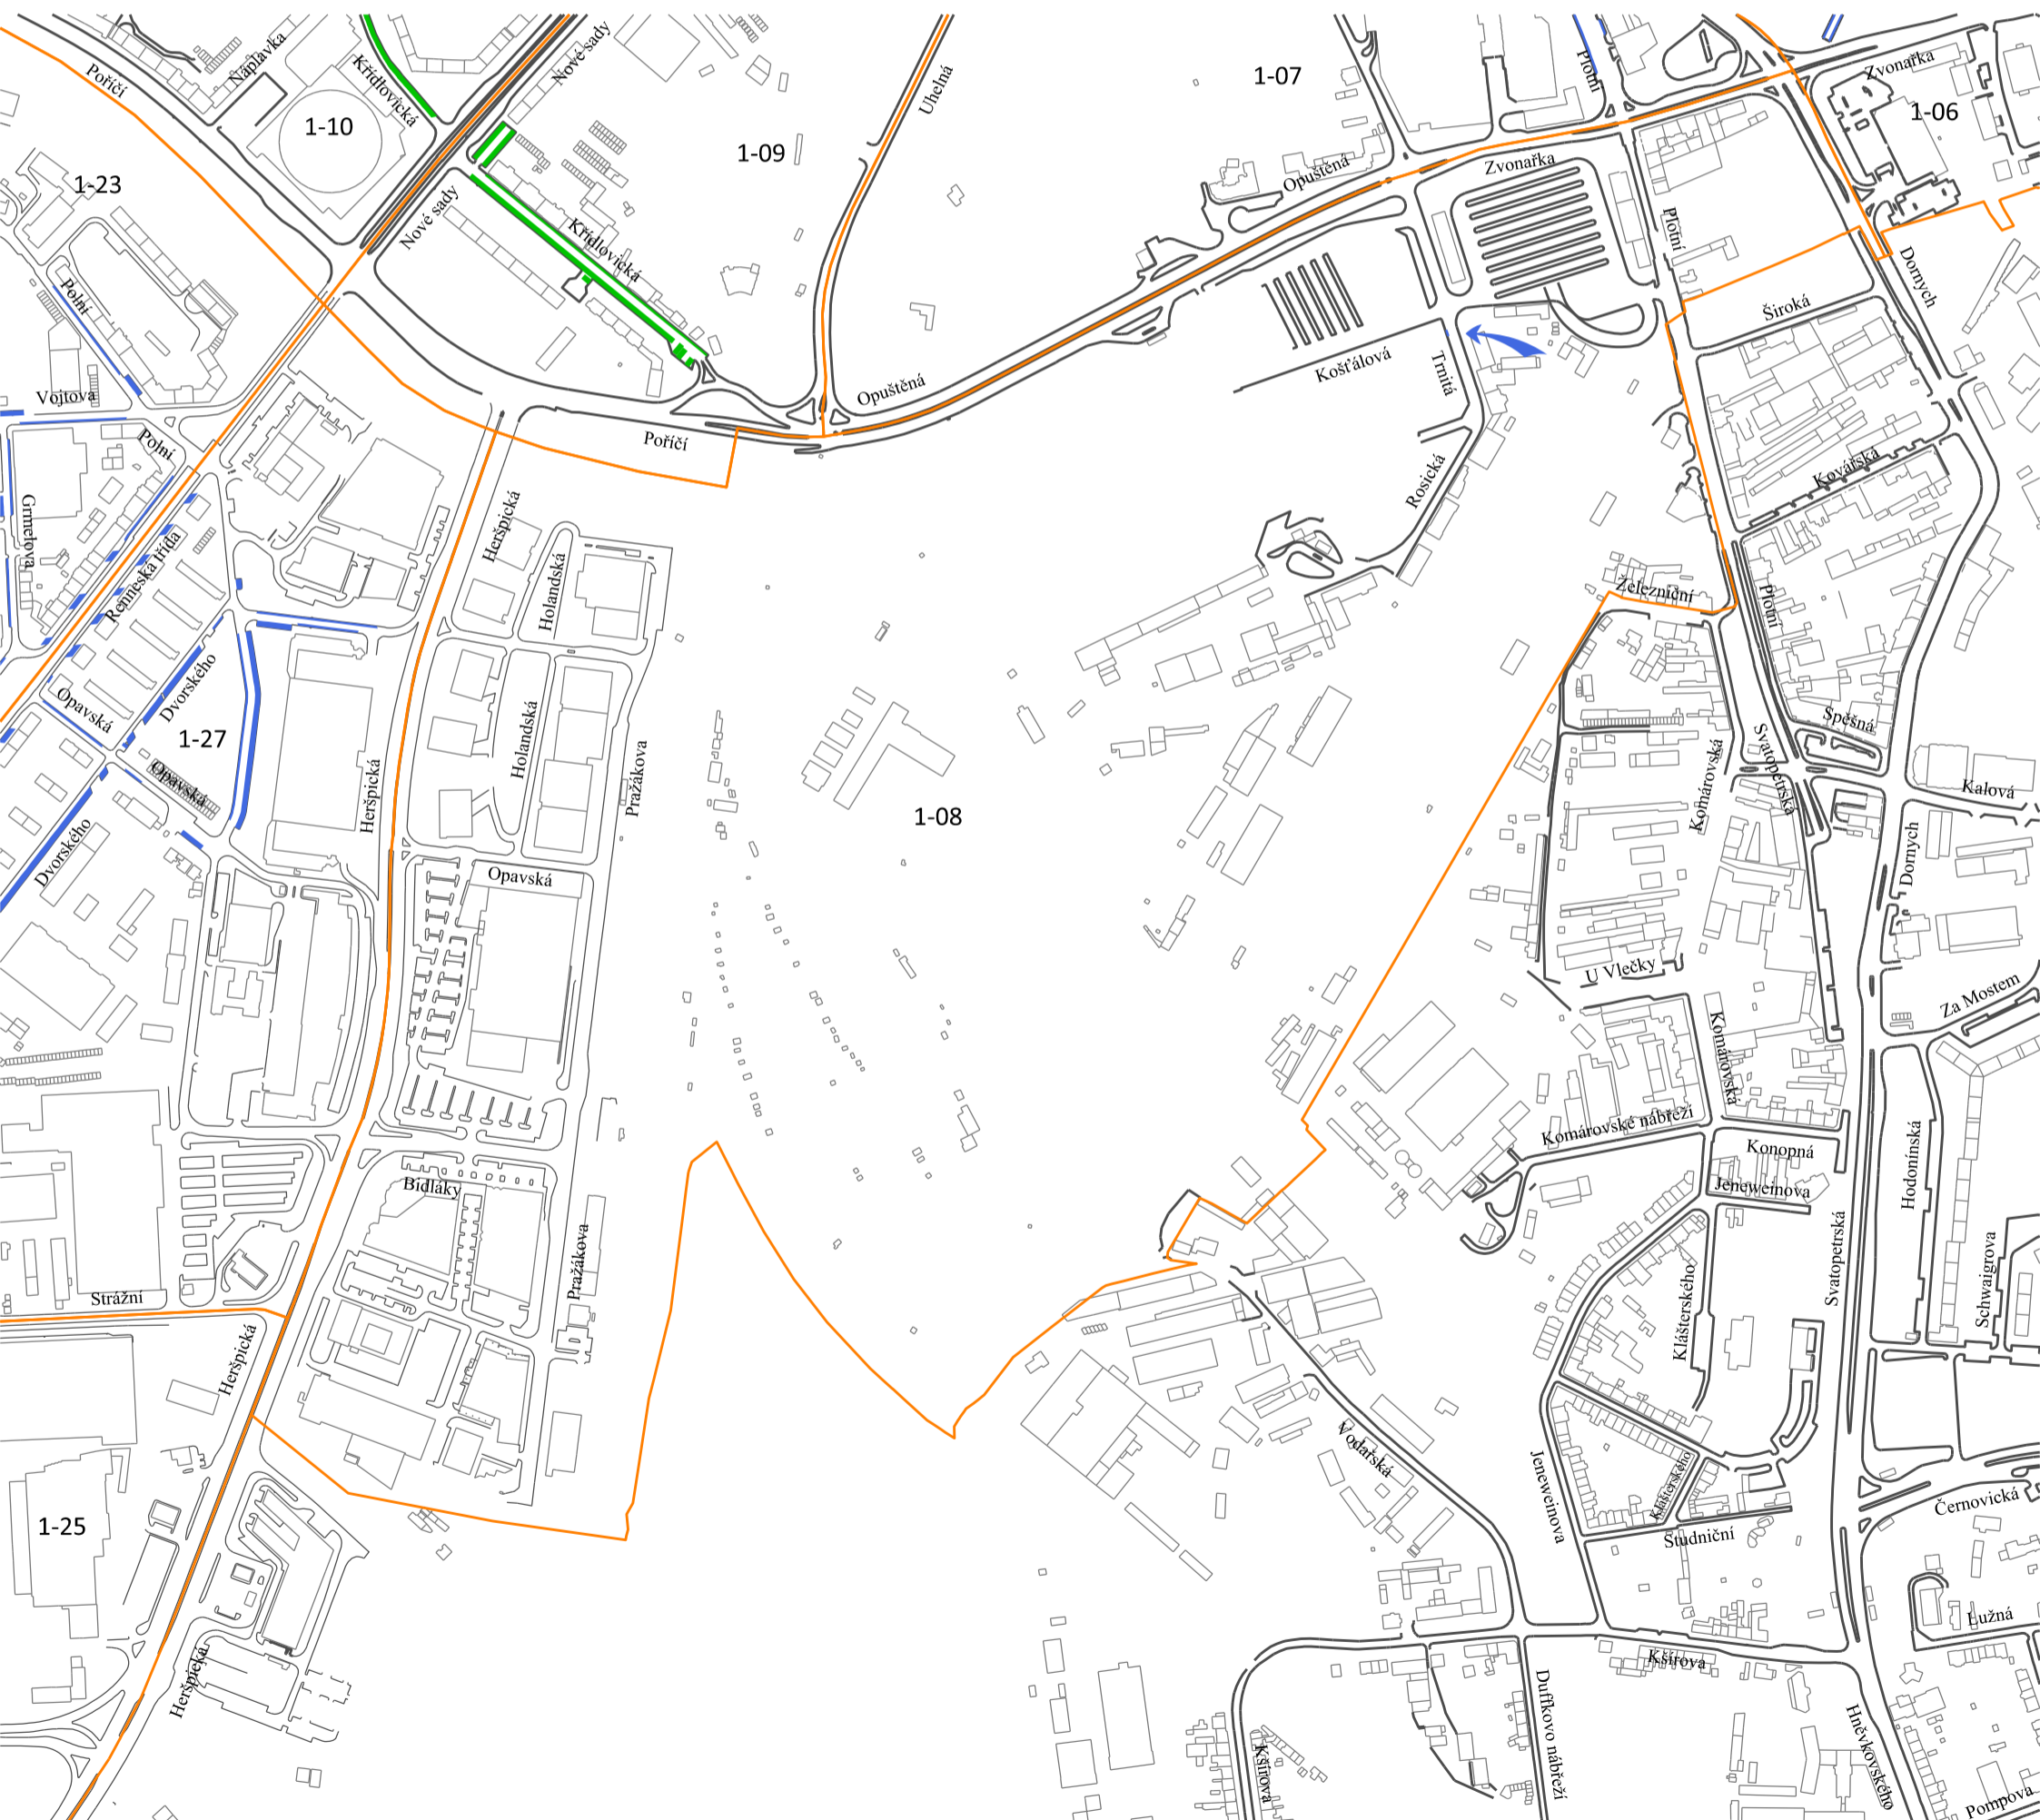 Náplavka
Nové sady
Poříčí
Křídlovická
1-10
1-09
Uhelná
1-07
Plotní
Zvonařka
1-06
1-23
Nové sady
Křídlovická
Opuštěná
Zvonařka
Plotní
Dornych
Polní
Široká
Vojtova
Opuštěná
Košťálová
Trnitá
Polní
Poříčí
Kovářská
Rosická
Grmelova
Heršpická
Renneská třída
Holandská
Železniční
Plotní
Dvorského
Opavská
1-27
Holandská
Pražákova
Spěšná
Svatopetrská
Komárovská
Opavská
Heršpická
Kalová
1-08
Dvorského
Opavská
Dornych
U Vlečky
Za Mostem
Komárovská
Komárovské nábřeží
Konopná
Hodonínská
Bidláky
Jeneweinova
Pražákova
Svatopetrská
Schwaigrova
Klášterského
Strážní
Heršpická
Vodařská
Jeneweinova
Klášterského
Černovická
1-25
Studniční
Lužná
Heršpická
Kšírova
Dufkovo nábřeží
Hněvkovského
Kšírova
Pompova